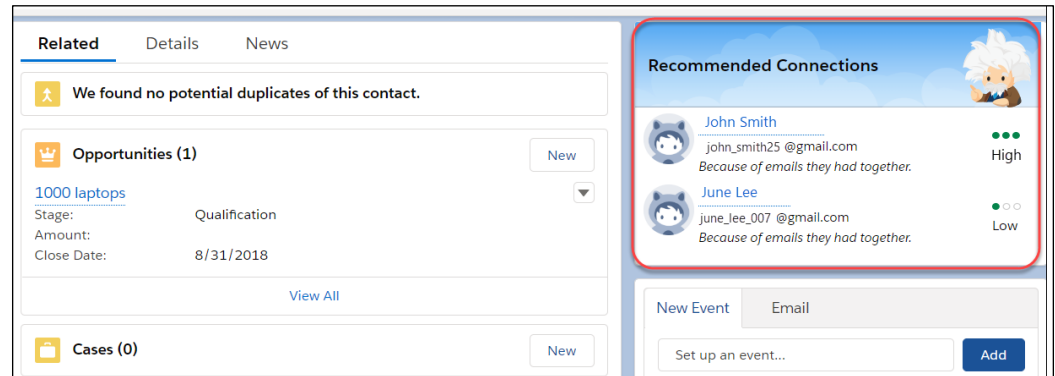 Related Details News
We found no potential duplicates of this contact.
Opportunities (1) New
1000 laptops
Stage: Qualification
Amount:
Close Date: 8/31/2018
View All
Cases (0) New
Recommended Connections
John Smith
john_smith25 @gmail.com
Because of emails they had together.
High
June Lee
june_lee_007 @gmail.com
Because of emails they had together.
Low
New Event Email
Set up an event... Add